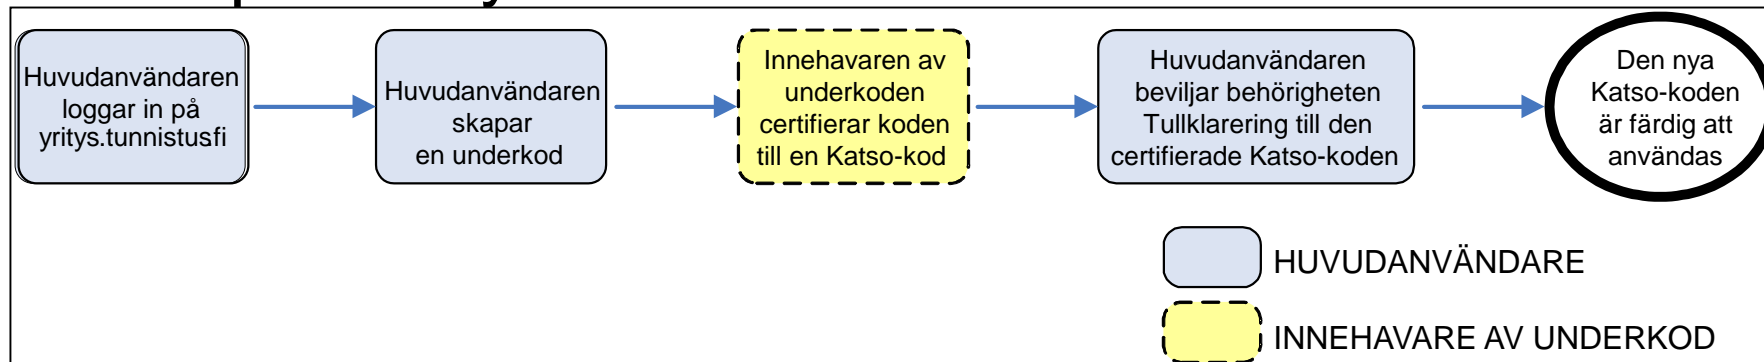 Huvudanvändaren
loggar in på
yritys.tunnistus.fi
Huvudanvändaren
skapar
en underkod
Innehavaren av
underkoden
certifierar koden
till en Katso-kod
Huvudanvändaren
beviljar behörigheten
Tullklarering till den
certifierade Katso-koden
Den nya
Katso-koden
är färdig att
användas
HUVUDANVÄNDARE
INNEHAVARE AV UNDERKOD